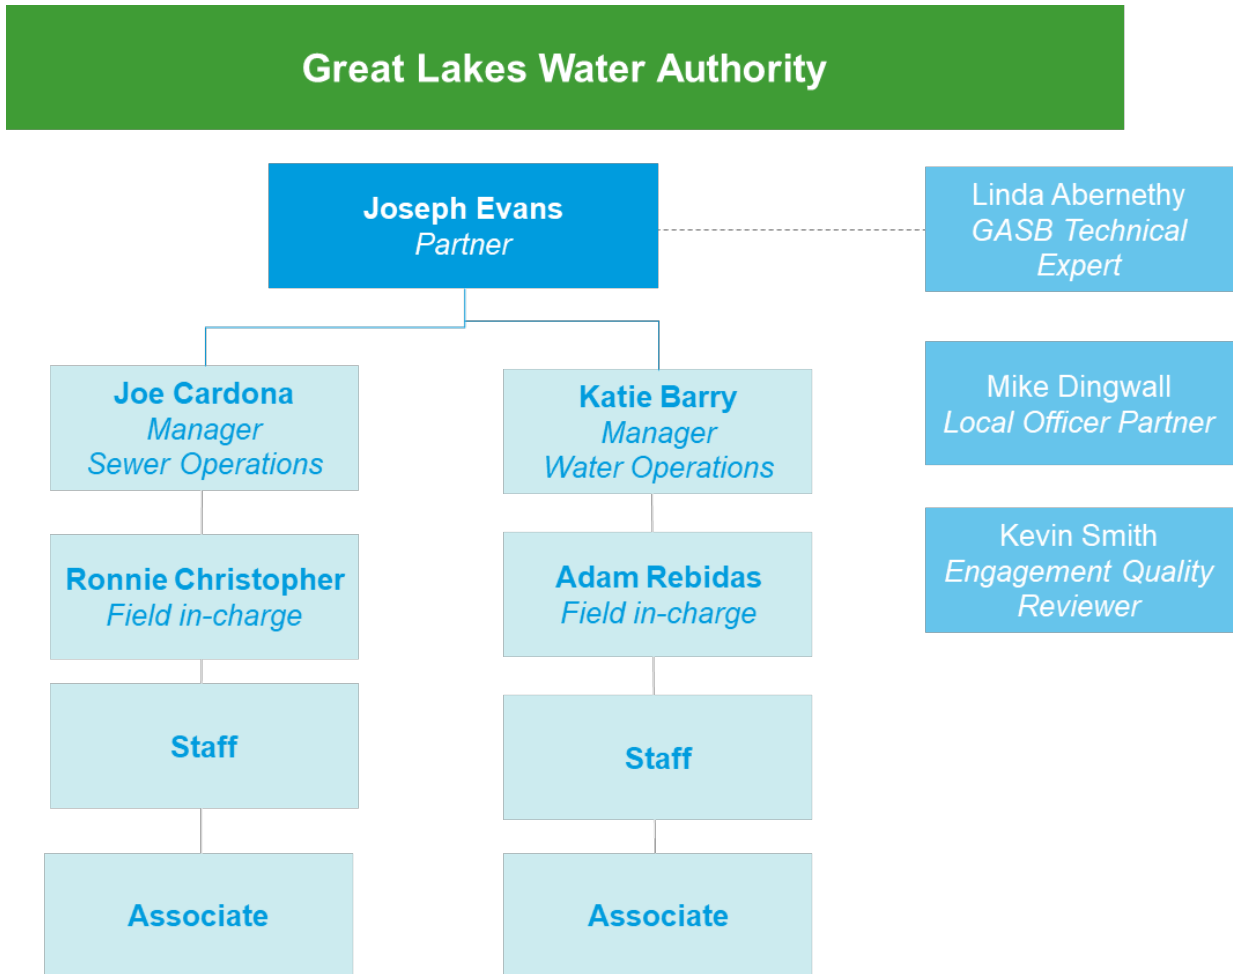 Great Lakes Water Authority
Joseph Evans
Partner
Linda Abernethy
GASB Technical
Expert
Mike Dingwall
Local Officer Partner
Kevin Smith
Engagement Quality
Reviewer
Joe Cardona
Manager
Sewer Operations
Ronnie Christopher
Field in-charge
Staff
Associate
Katie Barry
Manager
Water Operations
Adam Rebidas
Field in-charge
Staff
Associate